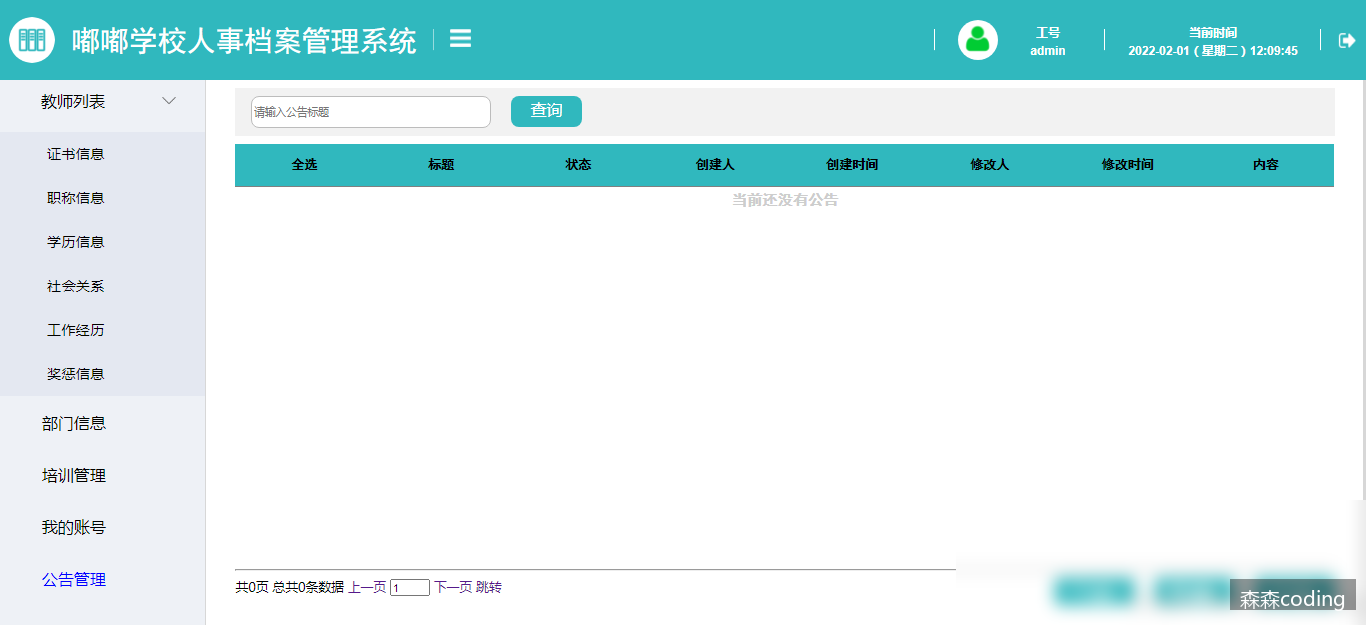 嘟嘟学校人事档案管理系统
工号
admin
当前时间
2022-02-01 ( 星期二 ) 12:09:45
教师列表
证书信息
职称信息
学历信息
社会关系
工作经历
奖惩信息
部门信息
培训管理
我的账号
公告管理
请输入公告标题
查询
全选 标题 状态 创建人 创建时间 修改人 修改时间 内容
当前还没有公告
共0页 总共0条数据 上一页 1 下一页 跳转
森森coding